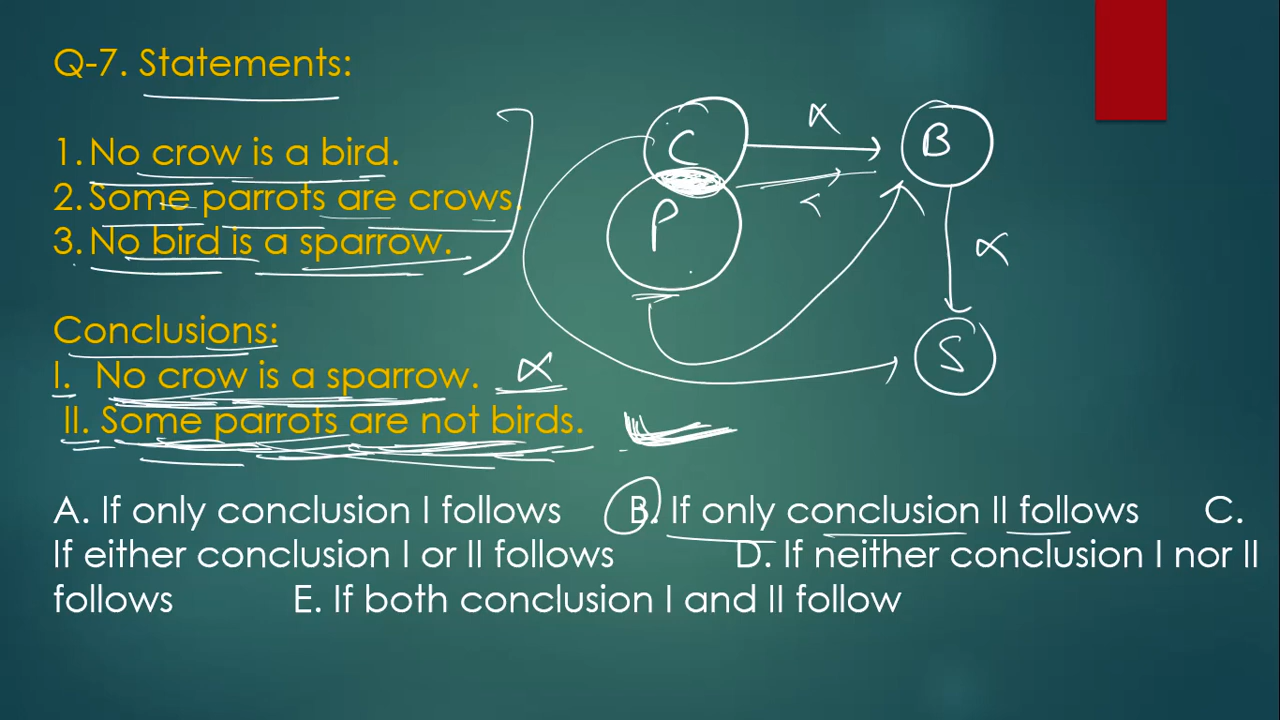 Q-7. Statements:
1. No crow is a bird.
2. Some parrots are crows.
3. No bird is a sparrow.
Conclusions:
I. No crow is a sparrow.
II. Some parrots are not birds.
A. If only conclusion I follows B. If only conclusion II follows C.
If either conclusion I or II follows D. If neither conclusion I nor II
follows E. If both conclusion I and II follow
C
B
P
S